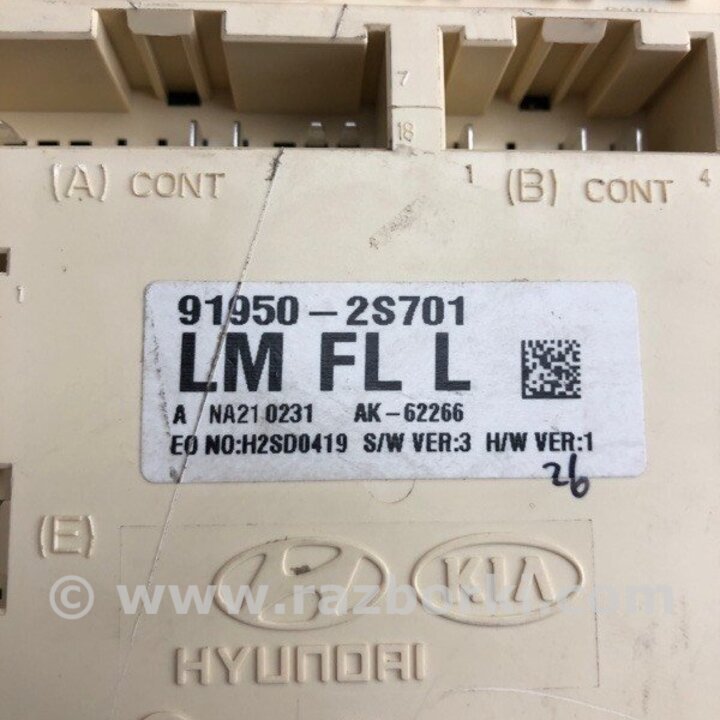 7
18
1
4
(A) CONT
(B) CONT
1
91950-2S701
LM FL L
A NA210231 AK-62266
EO NO:H2SD0419 S/W VER:3 H/W VER:1
26
(E)
KIA
© www.razborki.com
HYUNDAI